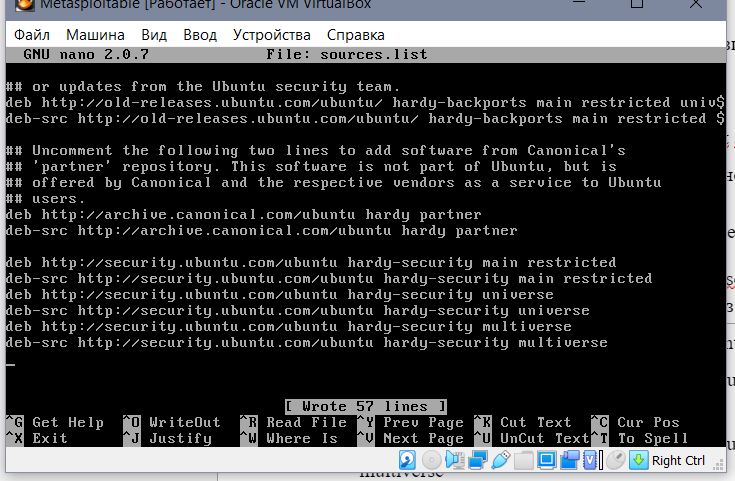 Metasploitable [Работает] - Oracle VM VirtualBox
Файл Машина Вид Ввод Устройства Справка
GNU nano 2.0.7 File: sources.list
## or updates from the Ubuntu security team.
deb http://old-releases.ubuntu.com/ubuntu/ hardy-backports main restricted univ$
deb-src http://old-releases.ubuntu.com/ubuntu/ hardy-backports main restricted $
## Uncomment the following two lines to add software from Canonical's
## 'partner' repository. This software is not part of Ubuntu, but is
## offered by Canonical and the respective vendors as a service to Ubuntu
## users.
deb http://archive.canonical.com/ubuntu hardy partner
deb-src http://archive.canonical.com/ubuntu hardy partner
deb http://security.ubuntu.com/ubuntu hardy-security main restricted
deb-src http://security.ubuntu.com/ubuntu hardy-security main restricted
deb http://security.ubuntu.com/ubuntu hardy-security universe
deb-src http://security.ubuntu.com/ubuntu hardy-security universe
deb http://security.ubuntu.com/ubuntu hardy-security multiverse
deb-src http://security.ubuntu.com/ubuntu hardy-security multiverse
[ Wrote 57 lines ]
^G Get Help ^O WriteOut ^R Read File ^Y Prev Page ^K Cut Text ^C Cur Pos
^X Exit ^J Justify ^W Where Is ^V Next Page ^U UnCut Text ^T To Spell
Right Ctrl
multiverse